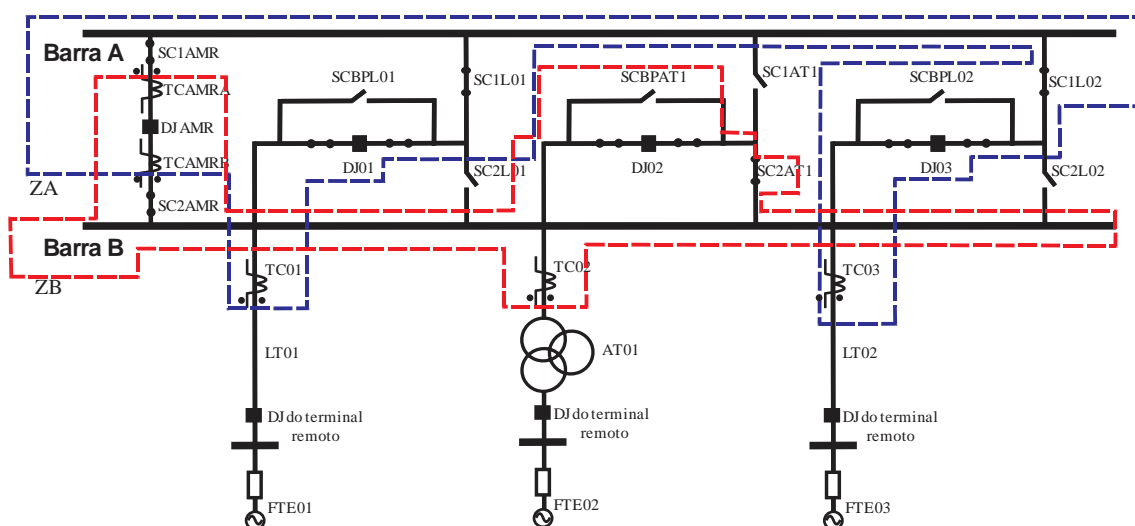 Barra A
SC1AMR
TCAMRA
DJ AMR
TCAMRB
ZA
SC2AMR
Barra B
ZB
SCBPL01
SC1L01
DJ01
SC2L01
SCBPAT1
SC1AT1
DJ02
SC2AT1
SCBPL02
SC1L02
DJ03
SC2L02
TC01
TC02
TC03
LT01
AT01
LT02
DJ do terminal
remoto
DJ do terminal
remoto
DJ do terminal
remoto
FTE01
FTE02
FTE03